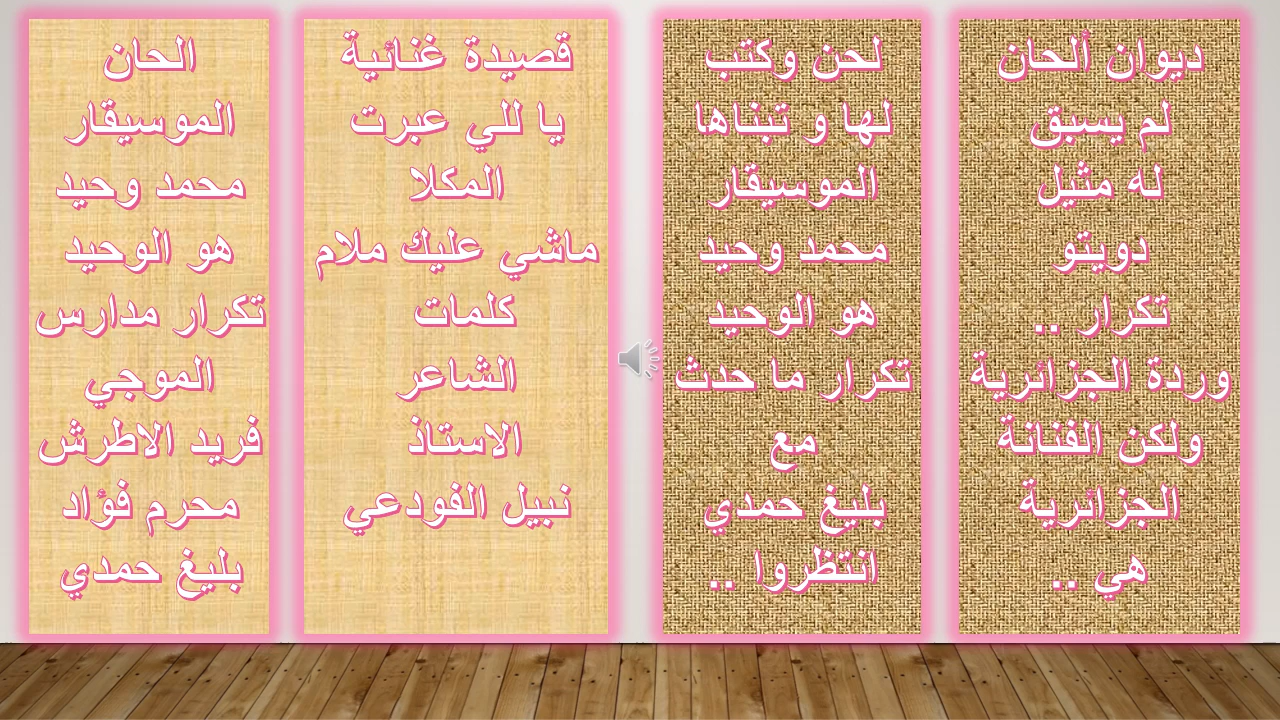 ديوان ألحان
لم يسبق
له مثيل
دويتو
تكرار ..
وردة الجزائرية
ولكن الفنانة
الجزائرية
هي ..
لحن وكتب
لها و تبناها
الموسيقار
محمد وحيد
هو الوحيد
تكرار ما حدث
مع
بليغ حمدي
انتظروا ..
قصيدة غنائية
يا للي عبرت
المكلا
ماشي عليك ملام
كلمات
الشاعر
الاستاذ
نبيل الفودعي
الحان
الموسيقار
محمد وحيد
هو الوحيد
تكرار مدارس
الموجي
فريد الاطرش
محرم فؤاد
بليغ حمدي